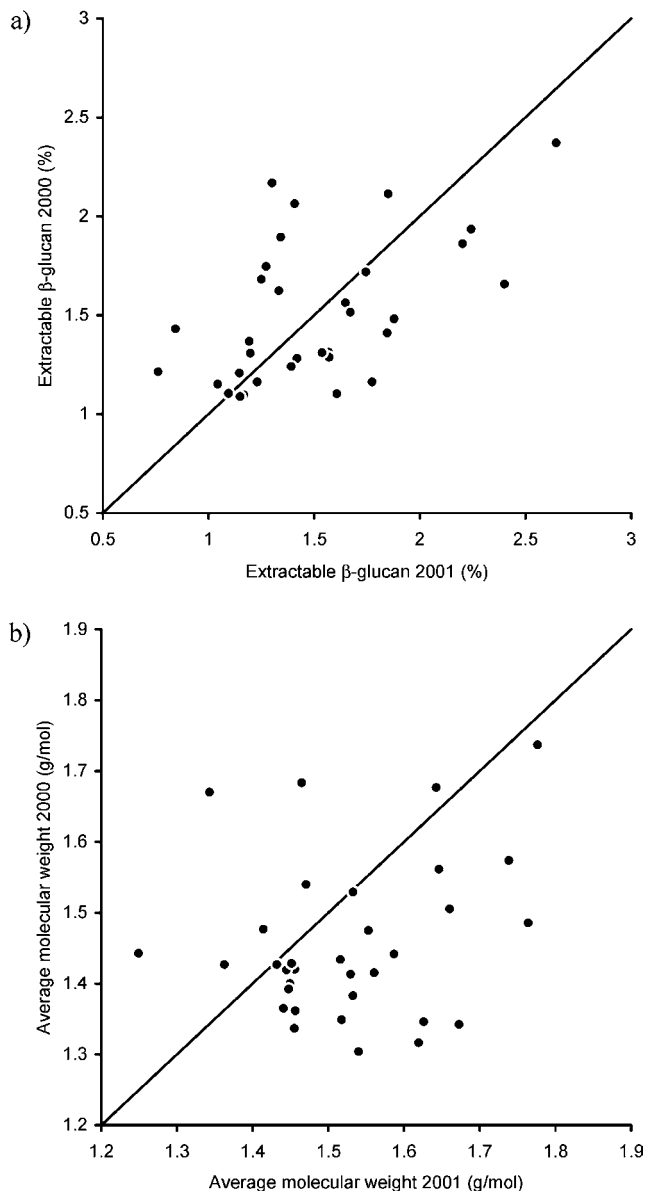 a)
3
2.5
2
1.5
1
0.5
Extractable β-glucan 2000 (%)
0.5 1 1.5 2 2.5 3
Extractable β-glucan 2001 (%)
b)
1.9
1.8
1.7
1.6
1.5
1.4
1.3
1.2
Average molecular weight 2000 (g/mol)
1.2 1.3 1.4 1.5 1.6 1.7 1.8 1.9
Average molecular weight 2001 (g/mol)